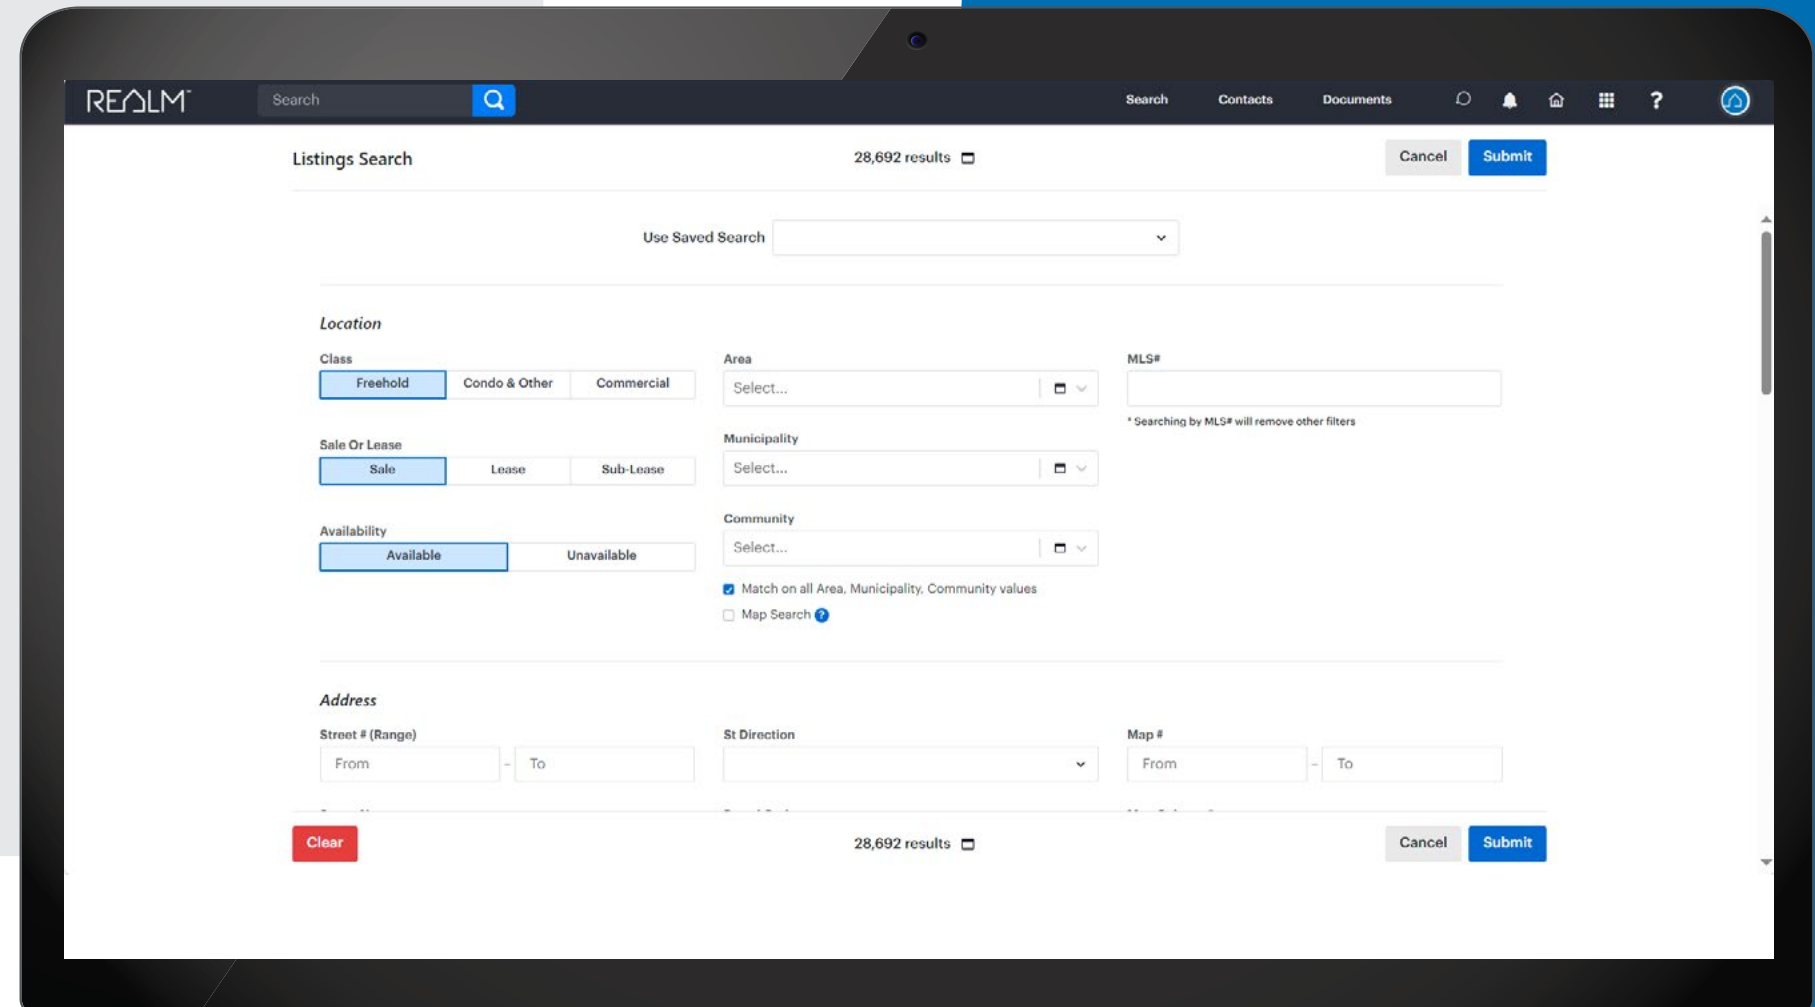 REALM™
Search
Search Contacts Documents ?
Listings Search
28,692 results
Cancel Submit
Use Saved Search
Location
Class
Freehold Condo & Other Commercial
Area
Select...
MLS#
* Searching by MLS# will remove other filters
Sale Or Lease
Sale Lease Sub-Lease
Municipality
Select...
Availability
Available Unavailable
Community
Select...
Match on all Area, Municipality, Community values
Map Search ?
Address
Street # (Range)
From - To
St Direction
Map #
From - To
Clear
28,692 results
Cancel Submit